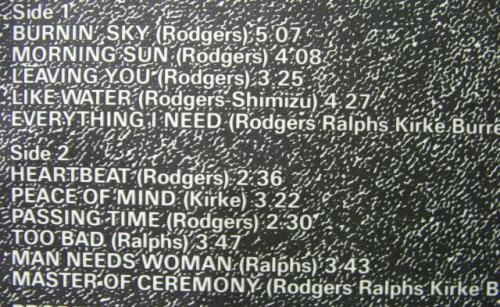 Side 1
BURNIN' SKY (Rodgers) 5.07
MORNING SUN (Rodgers) 4.08
LEAVING YOU (Rodgers) 3.25
LIKE WATER (Rodgers-Shimizu) 4.27
EVERYTHING I NEED (Rodgers Ralphs Kirke Burr
Side 2
HEARTBEAT (Rodgers) 2.36
PEACE OF MIND (Kirke) 3.22
PASSING TIME (Rodgers) 2.30
TOO BAD (Ralphs) 3.47
MAN NEEDS WOMAN (Ralphs) 3.43
MASTER OF CEREMONY (Rodgers Ralphs Kirke B